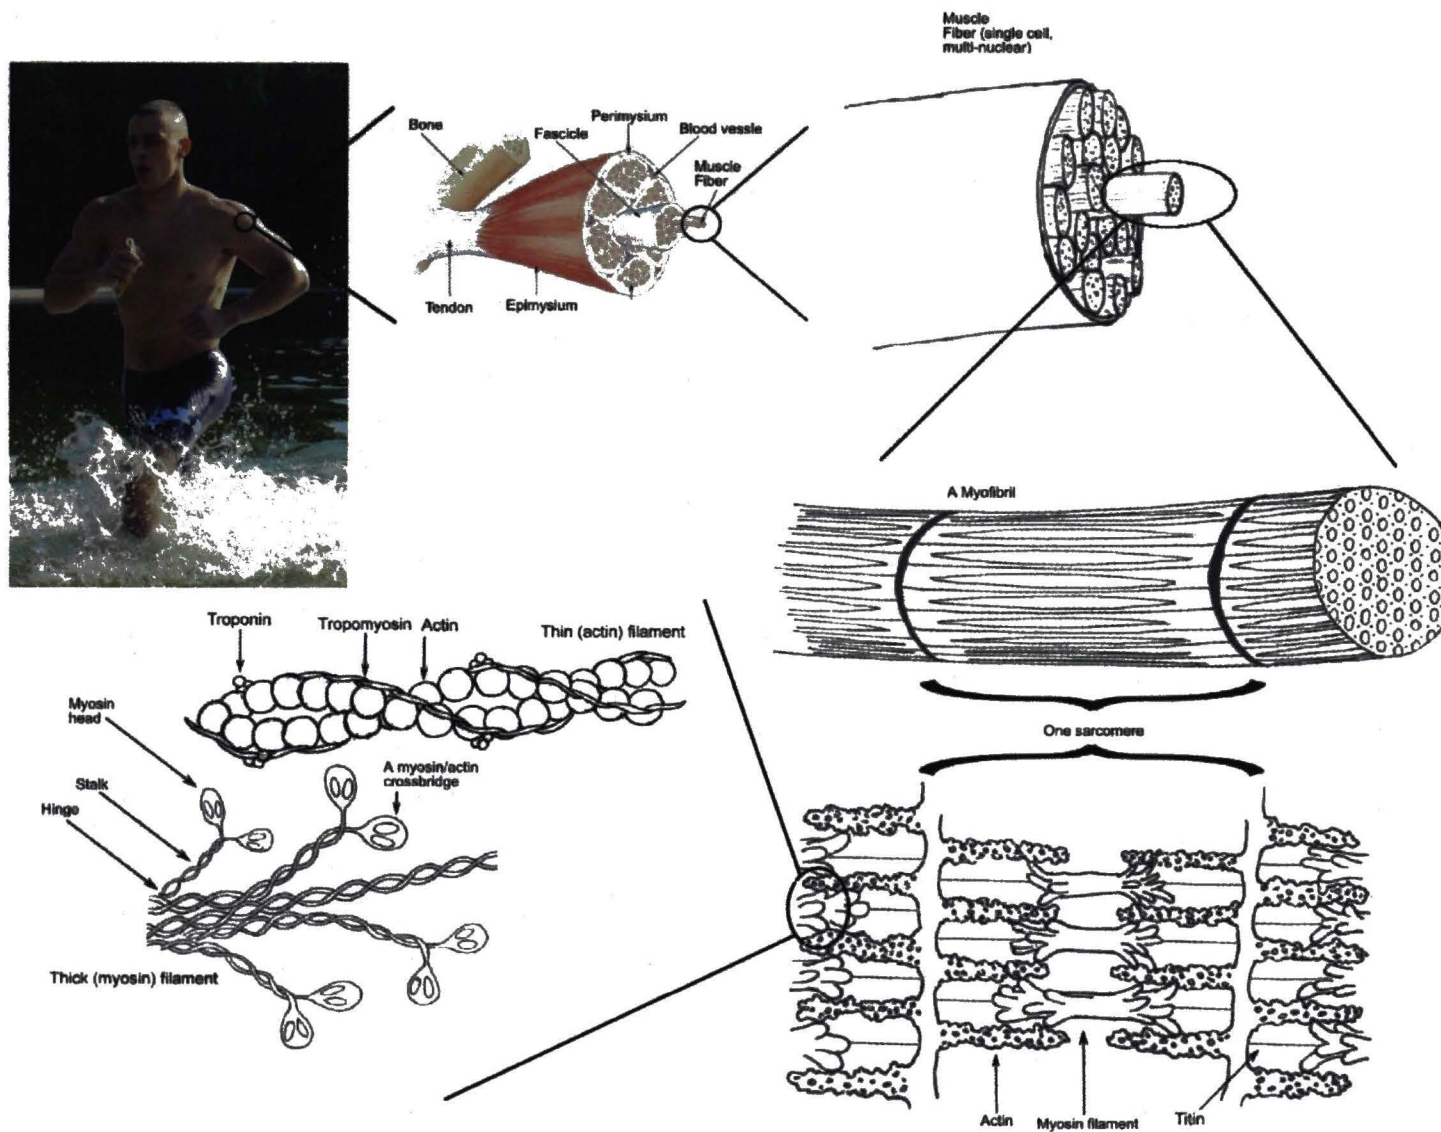 Muscle
Fiber (single cell,
multi-nuclear)
Bone
Fascicle
Perimysium
Blood vessle
Muscle
Fiber
Tendon
Epimysium
A Myofibril
One sarcomere
Troponin
Tropomyosin
Actin
Thin (actin) filament
Myosin
head
Stalk
Hinge
A myosin/actin
crossbridge
Thick (myosin) filament
Actin
Myosin filament
Titin